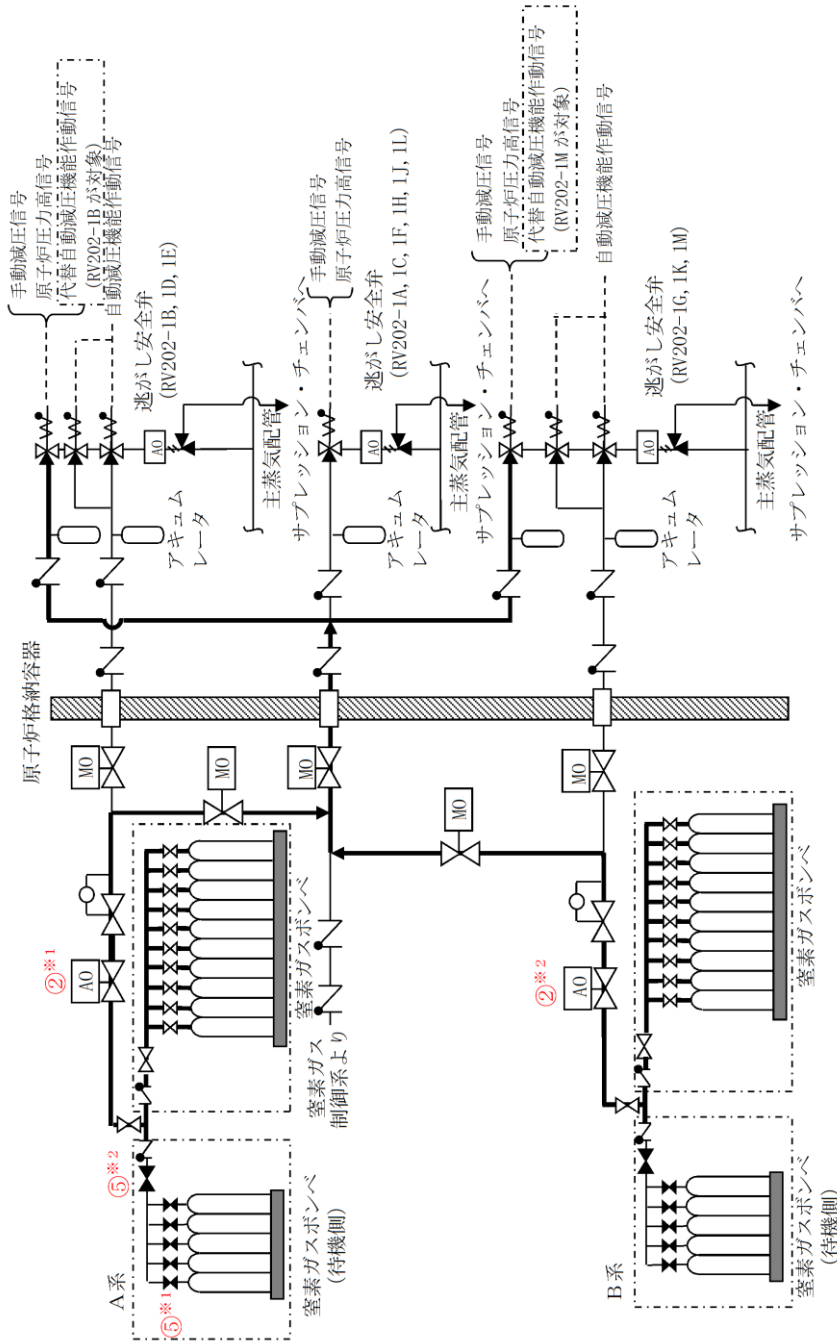 原子炉格納容器
手動減圧信号
原子炉圧力高信号
代替自動減圧機能作動信号
(RV202-1B が対象)
自動減圧機能作動信号
逃がし安全弁
(RV202-1B, 1D, 1E)
AO
主蒸気配管
サプレッション・チェンバへ
アキュム
レータ
手動減圧信号
原子炉圧力高信号
逃がし安全弁
(RV202-1A, 1C, 1F, 1H, 1J, 1L)
AO
主蒸気配管
サプレッション・チェンバへ
アキュム
レータ
手動減圧信号
原子炉圧力高信号
代替自動減圧機能作動信号
(RV202-1M が対象)
自動減圧機能作動信号
逃がし安全弁
(RV202-1G, 1K, 1M)
AO
主蒸気配管
サプレッション・チェンバへ
アキュム
レータ
MO
MO
MO
MO
MO
②※1
AO
窒素ガスボンベ
窒素ガス
制御系より
A系
⑤※2
⑤※1
窒素ガスボンベ
(待機側)
②※2
AO
窒素ガスボンベ
B系
窒素ガスボンベ
(待機側)